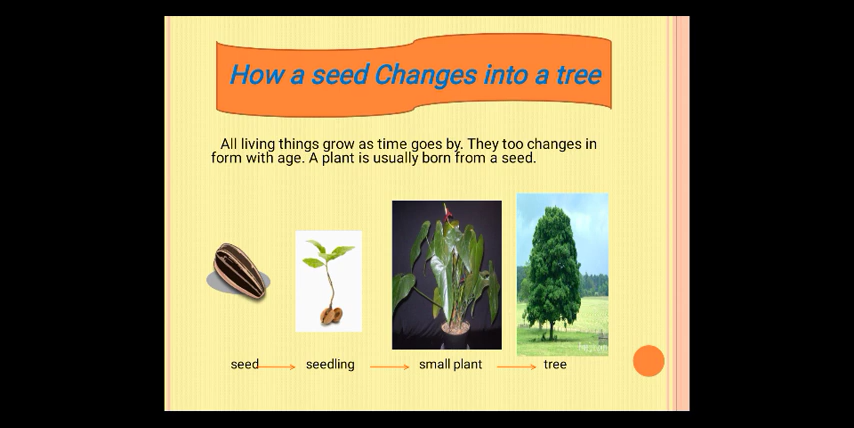 How a seed Changes into a tree
All living things grow as time goes by. They too changes in
form with age. A plant is usually born from a seed.
seed
seedling
small plant
tree